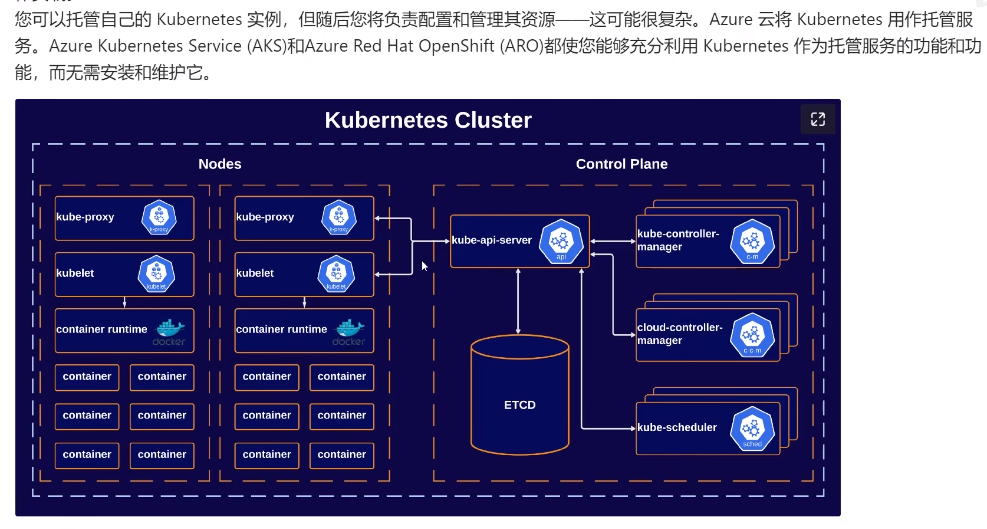 您可以托管自己的 Kubernetes 实例，但随后您将负责配置和管理其资源——这可能很复杂。Azure 云将 Kubernetes 用作托管服
务。Azure Kubernetes Service (AKS)和Azure Red Hat OpenShift (ARO)都使您能够充分利用 Kubernetes 作为托管服务的功能和功
能，而无需安装和维护它。
Kubernetes Cluster
Nodes
kube-proxy
k-proxy
kubelet
kubelet
container runtime
docker
container
container
container
container
container
container
kube-proxy
k-proxy
kubelet
kubelet
container runtime
docker
container
container
container
container
container
container
Control Plane
kube-api-server
api
ETCD
kube-controller-
manager
c-m
cloud-controller-
manager
c-c-m
kube-scheduler
sched